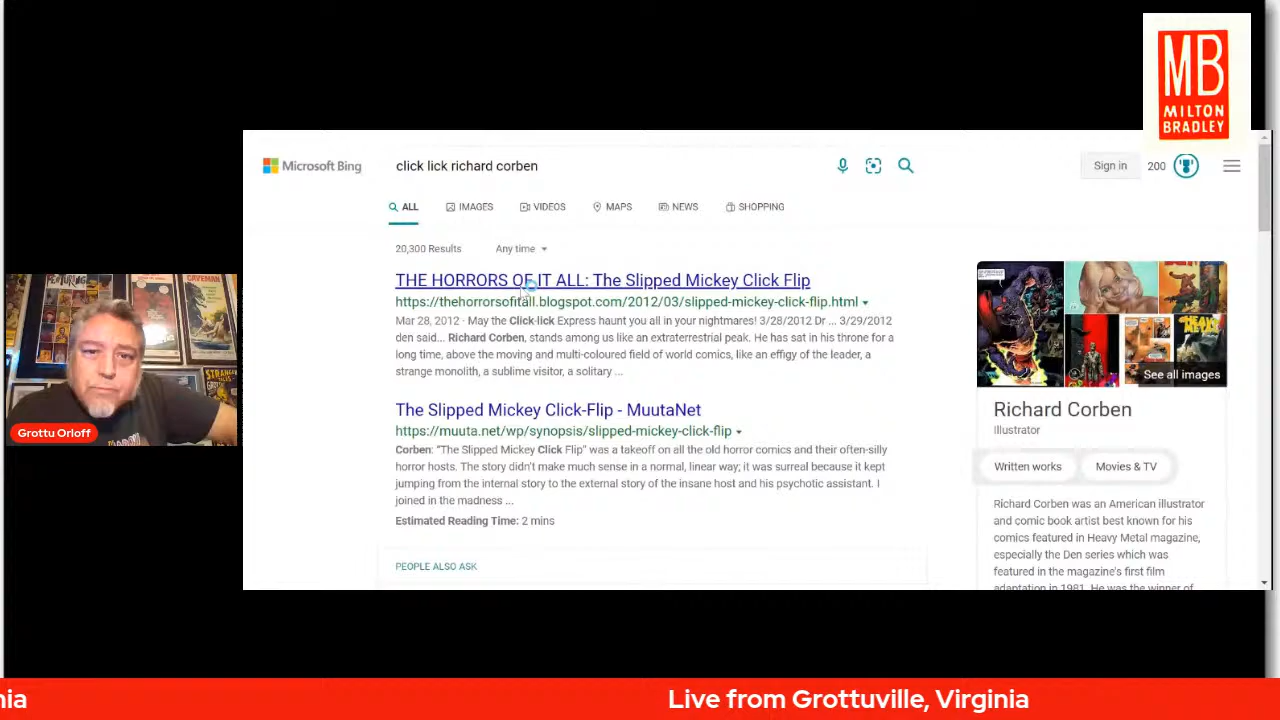 MB
MILTON
BRADLEY
Microsoft Bing
click lick richard corben
Sign in
200
ALL
IMAGES
VIDEOS
MAPS
NEWS
SHOPPING
20,300 Results
Any time
THE HORRORS OF IT ALL: The Slipped Mickey Click Flip
https://thehorrorsofitall.blogspot.com/2012/03/slipped-mickey-click-flip.html
Mar 28, 2012 · May the Click-lick Express haunt you all in your nightmares! 3/28/2012 Dr ... 3/29/2012
den said... Richard Corben, stands among us like an extraterrestrial peak. He has sat in his throne for a
long time, above the moving and multi-coloured field of world comics, like an effigy of the leader, a
strange monolith, a sublime visitor, a solitary ...
The Slipped Mickey Click-Flip - MuutaNet
https://muuta.net/wp/synopsis/slipped-mickey-click-flip
Corben: “The Slipped Mickey Click Flip” was a takeoff on all the old horror comics and their often-silly
horror hosts. The story didn’t make much sense in a normal, linear way; it was surreal because it kept
jumping from the internal story to the external story of the insane host and his psychotic assistant. I
joined in the madness ...
Estimated Reading Time: 2 mins
PEOPLE ALSO ASK
See all images
Richard Corben
Illustrator
Written works
Movies & TV
Richard Corben was an American illustrator
and comic book artist best known for his
comics featured in Heavy Metal magazine,
especially the Den series which was
featured in the magazine's first film
adaptation in 1981. He was the winner of
FEATURING
CAVEMAN
STRANGE
TALES
Grottu Orloff
nia
Live from Grottuville, Virginia